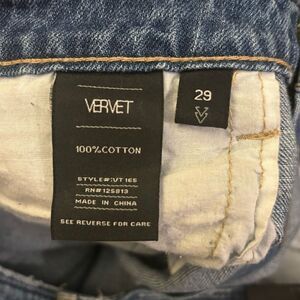 VERVET
29
100% COTTON
STYLE#:VT165
RN#125813
MADE IN CHINA
SEE REVERSE FOR CARE